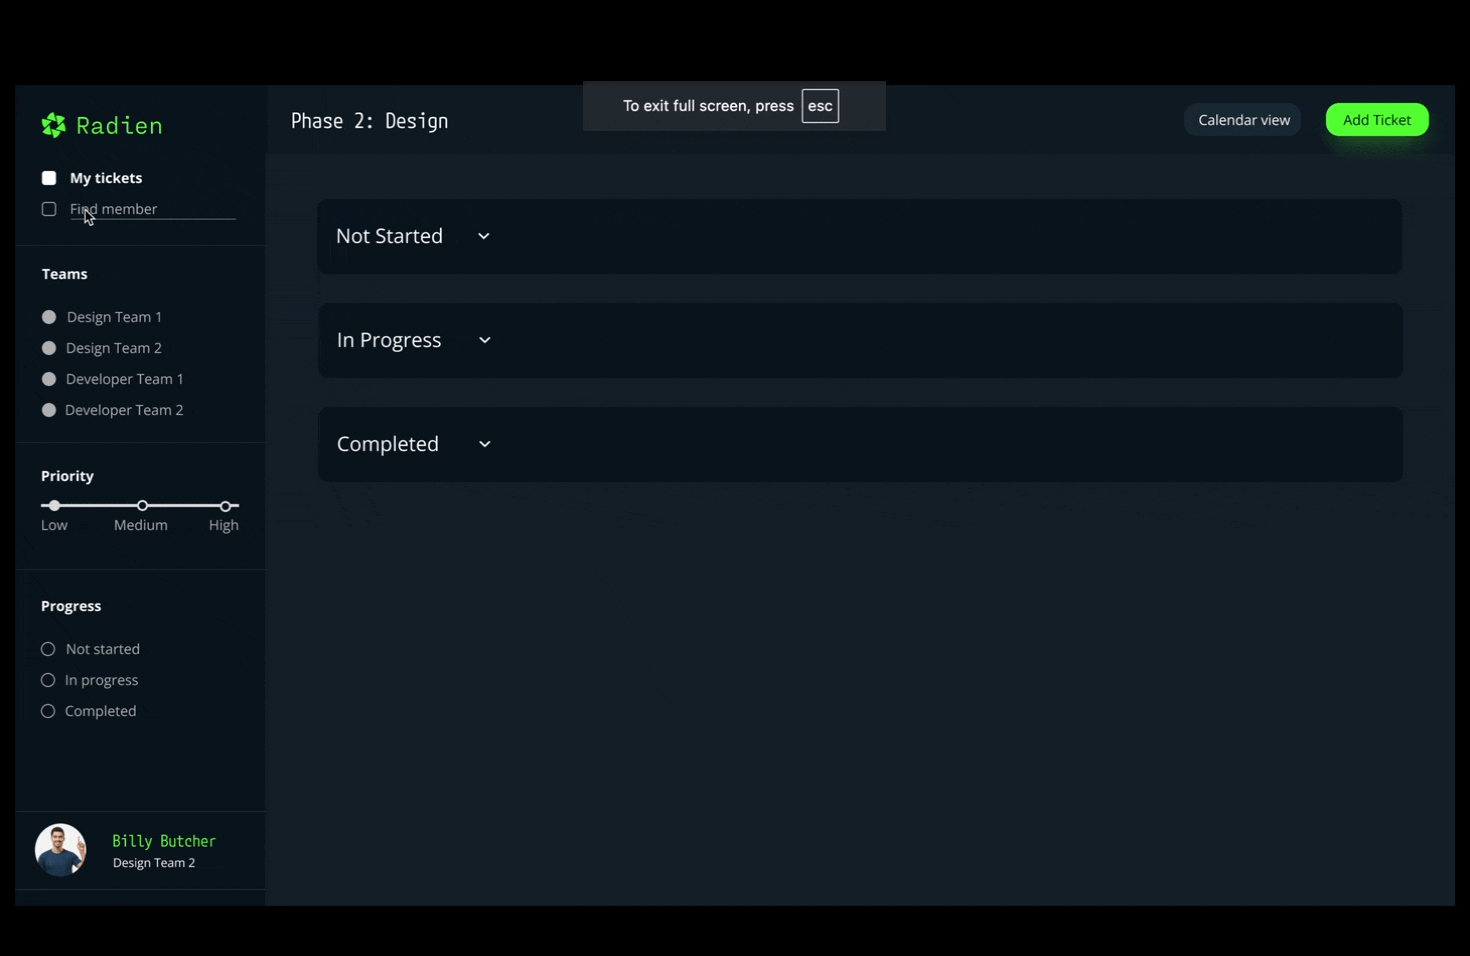 To exit full screen, press esc
Radien
Phase 2: Design
Calendar view
Add Ticket
My tickets
Find member
Teams
Design Team 1
Design Team 2
Developer Team 1
Developer Team 2
Priority
Low Medium High
Progress
Not started
In progress
Completed
Billy Butcher
Design Team 2
Not Started
In Progress
Completed